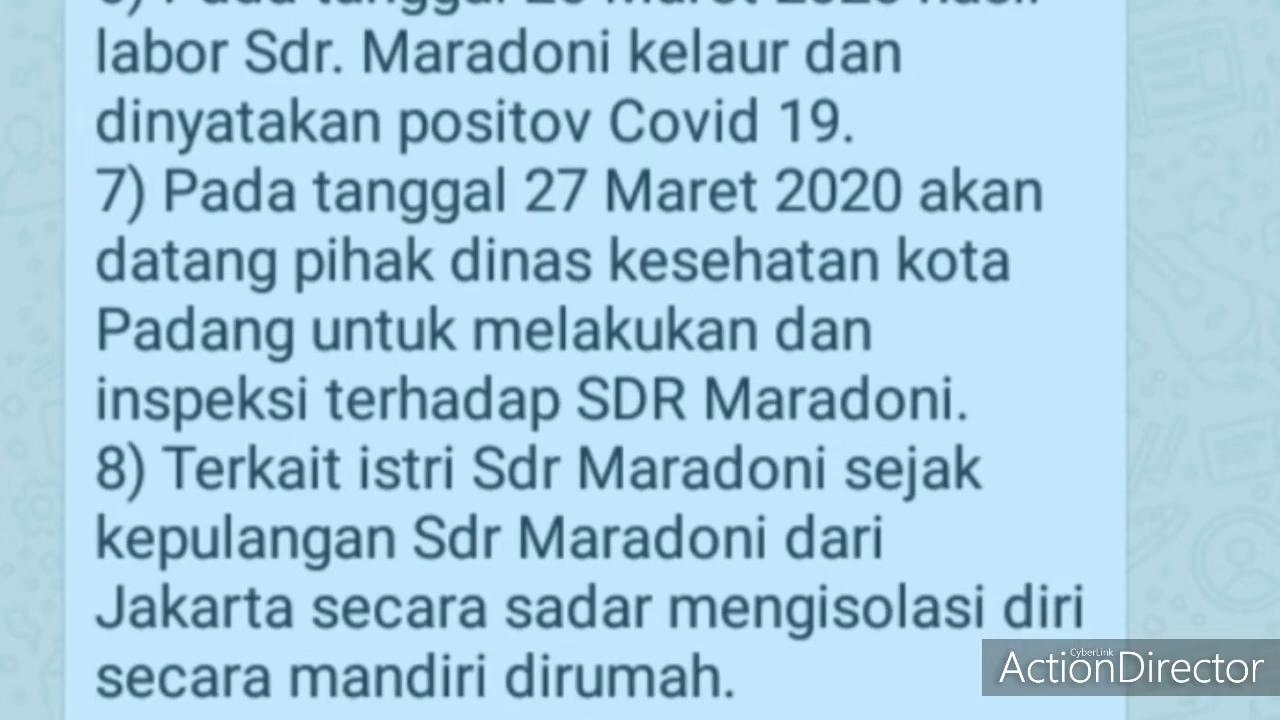 labor Sdr. Maradoni kelaur dan
dinyatakan positov Covid 19.
7) Pada tanggal 27 Maret 2020 akan
datang pihak dinas kesehatan kota
Padang untuk melakukan dan
inspeksi terhadap SDR Maradoni.
8) Terkait istri Sdr Maradoni sejak
kepulangan Sdr Maradoni dari
Jakarta secara sadar mengisolasi diri
secara mandiri dirumah.
CyberLink
ActionDirector